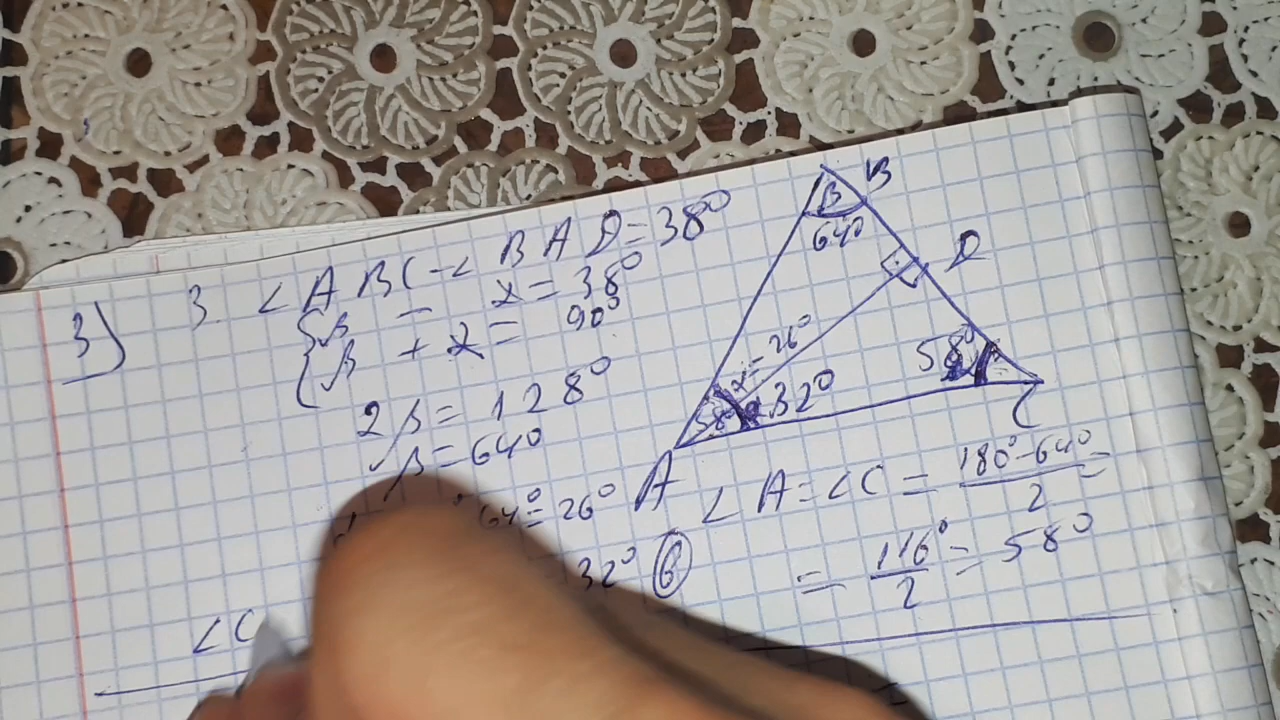 3) 3. ∠ABC - ∠BAD = 38°
{ β - α = 38°
β + α = 90°
2β = 128°
β = 64°
64° = 26°
32° (б)
∠C
B
β
64°
D
α = 26°
58°
58°
32°
A
C
∠A = ∠C = (180° - 64°)/2 =
= 116°/2 = 58°